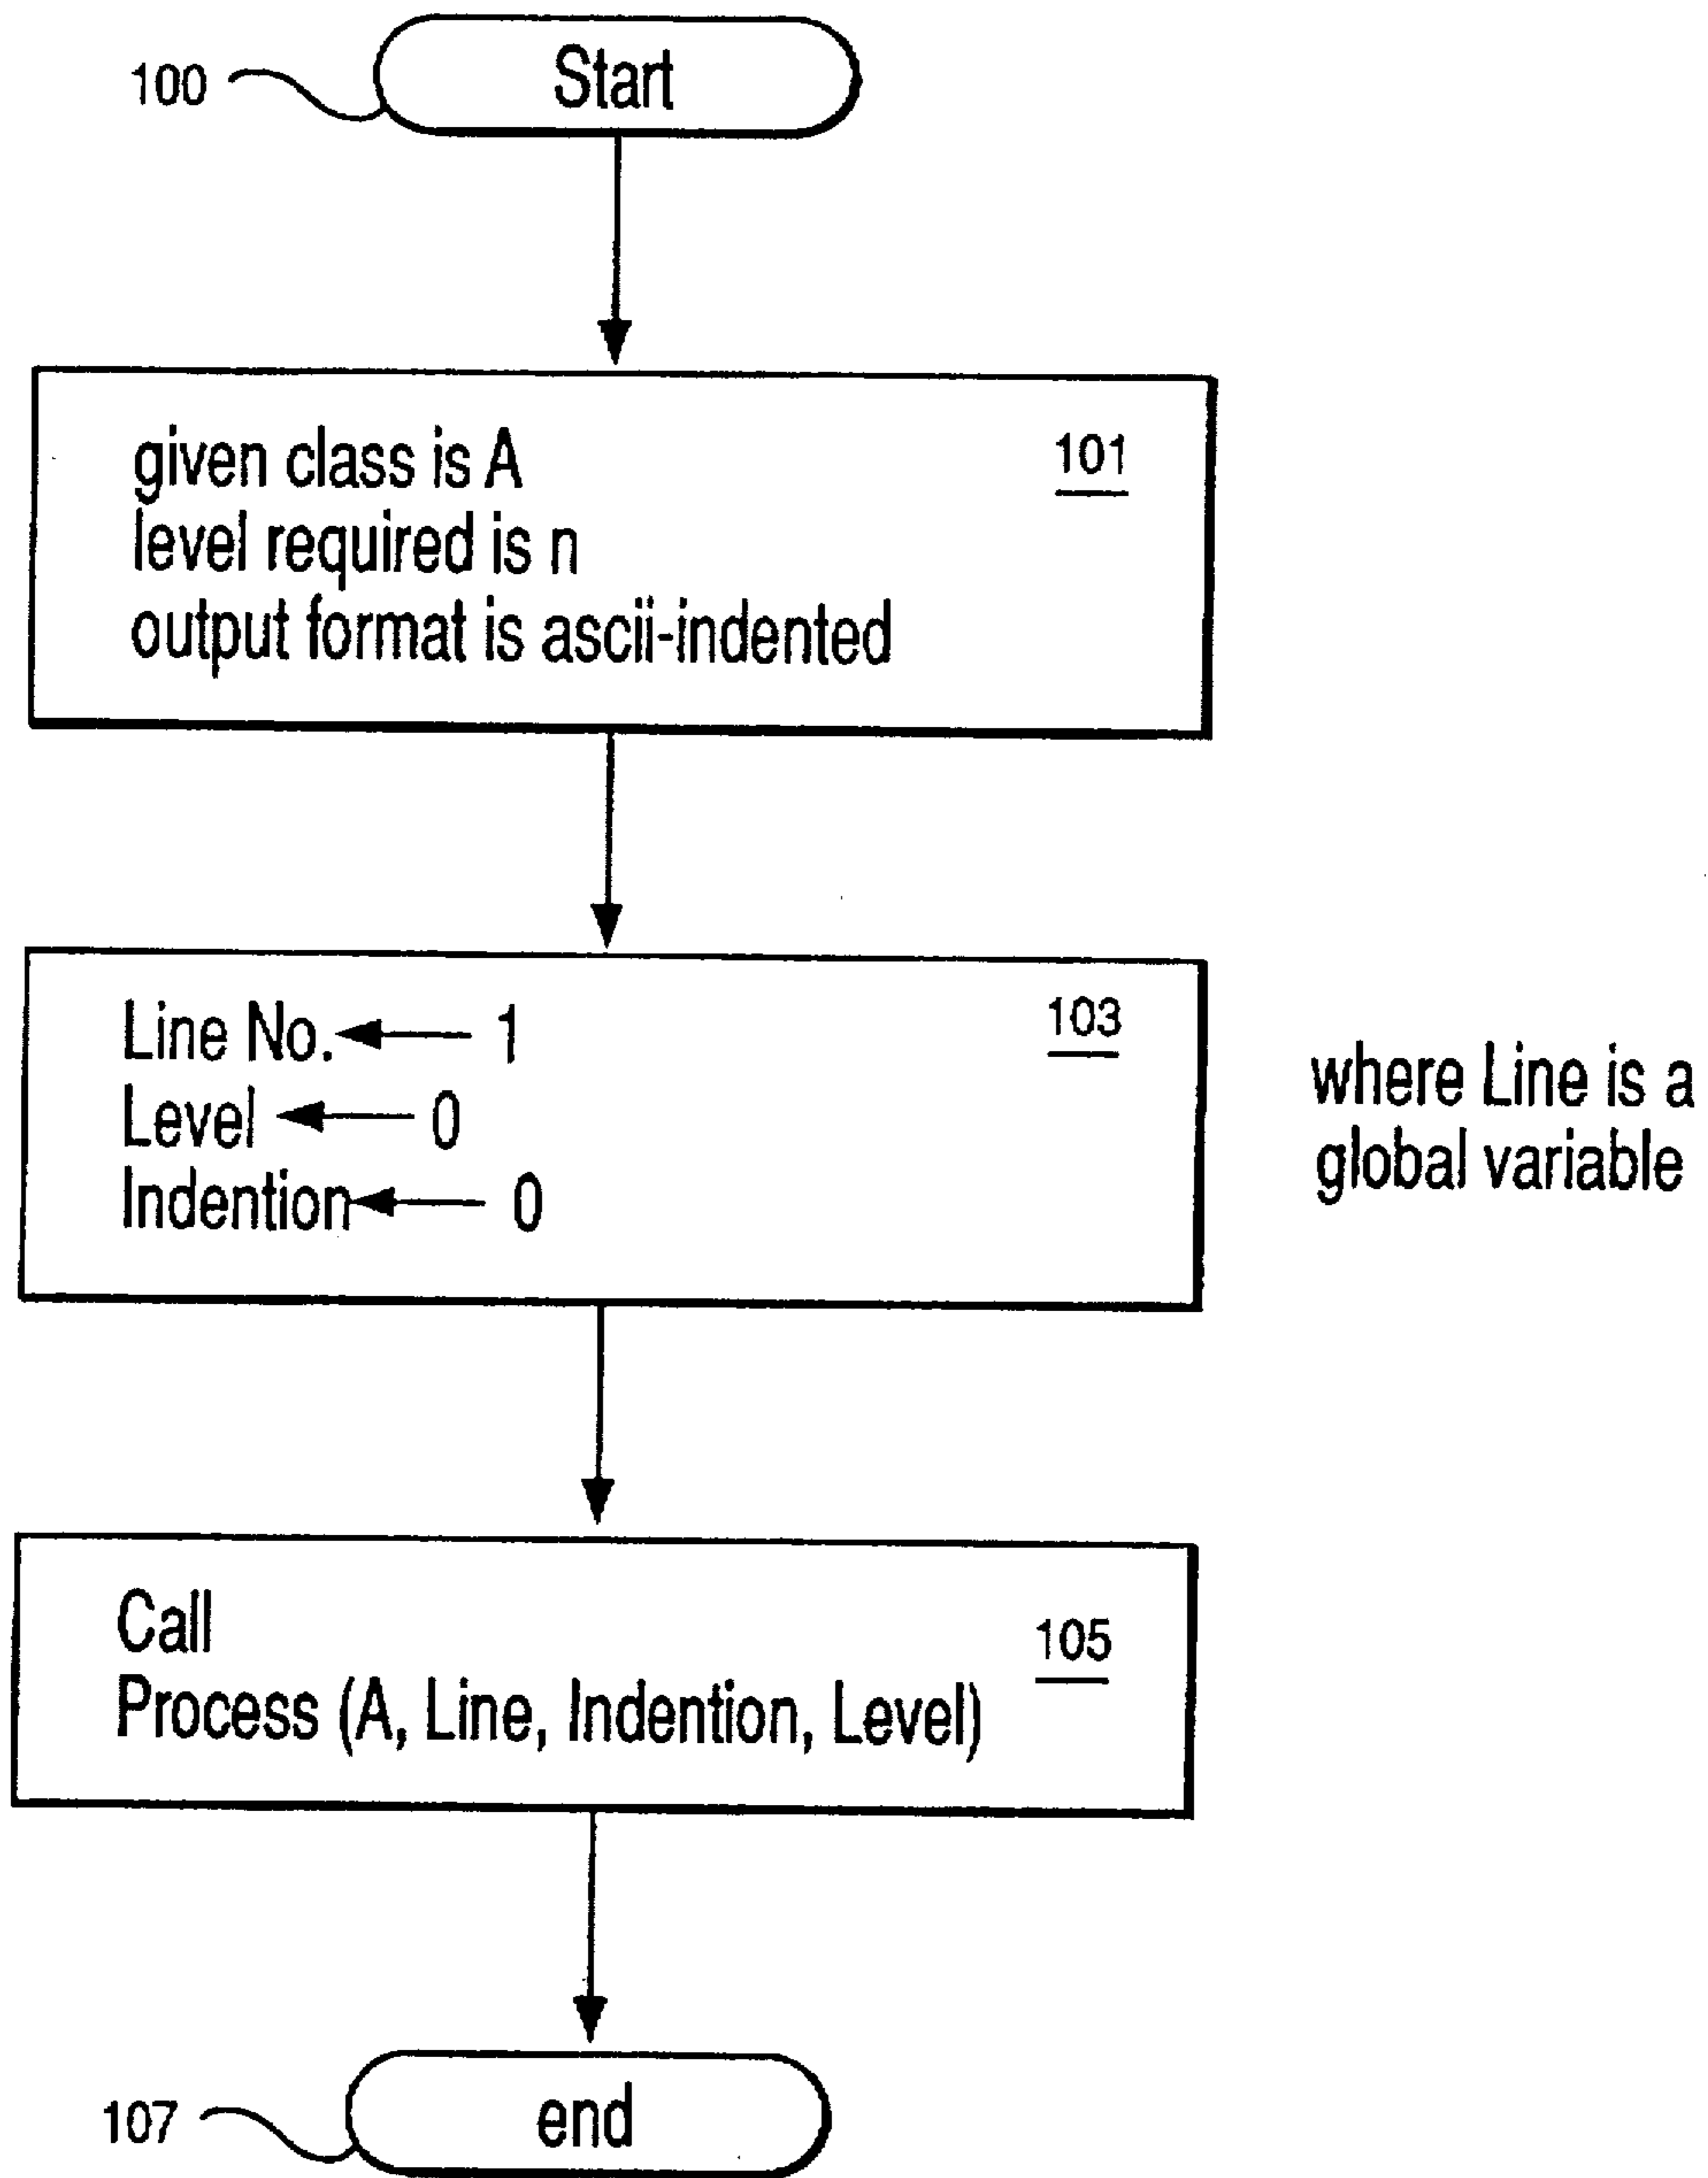 100
Start
given class is A
101
level required is n
output format is ascii-indented
Line No. ← 1
103
Level ← 0
Indention ← 0
where Line is a
global variable
Call
105
Process (A, Line, Indention, Level)
107
end